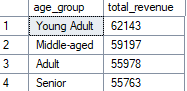 age_group total_revenue
1 Young Adult 62143
2 Middle-aged 59197
3 Adult 55978
4 Senior 55763